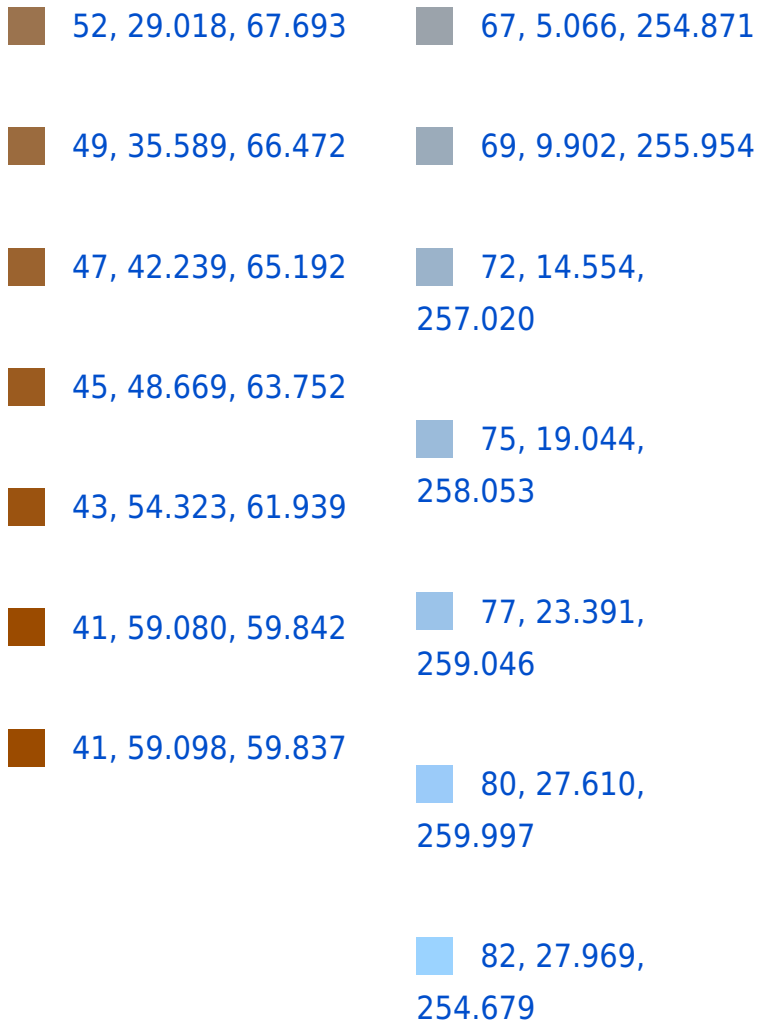 52, 29.018, 67.693
49, 35.589, 66.472
47, 42.239, 65.192
45, 48.669, 63.752
43, 54.323, 61.939
41, 59.080, 59.842
41, 59.098, 59.837
67, 5.066, 254.871
69, 9.902, 255.954
72, 14.554,
257.020
75, 19.044,
258.053
77, 23.391,
259.046
80, 27.610,
259.997
82, 27.969,
254.679